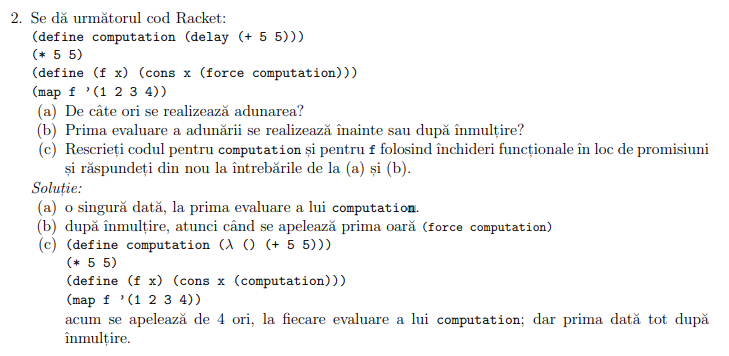 2. Se dă următorul cod Racket:
(define computation (delay (+ 5 5)))
(* 5 5)
(define (f x) (cons x (force computation)))
(map f '(1 2 3 4))
(a) De câte ori se realizează adunarea?
(b) Prima evaluare a adunării se realizează înainte sau după înmulțire?
(c) Rescrieți codul pentru computation și pentru f folosind închideri funcționale în loc de promisiuni
și răspundeți din nou la întrebările de la (a) și (b).
Soluție:
(a) o singură dată, la prima evaluare a lui computation.
(b) după înmulțire, atunci când se apelează prima oară (force computation)
(c) (define computation (λ () (+ 5 5)))
(* 5 5)
(define (f x) (cons x (computation)))
(map f '(1 2 3 4))
acum se apelează de 4 ori, la fiecare evaluare a lui computation; dar prima dată tot după
înmulțire.